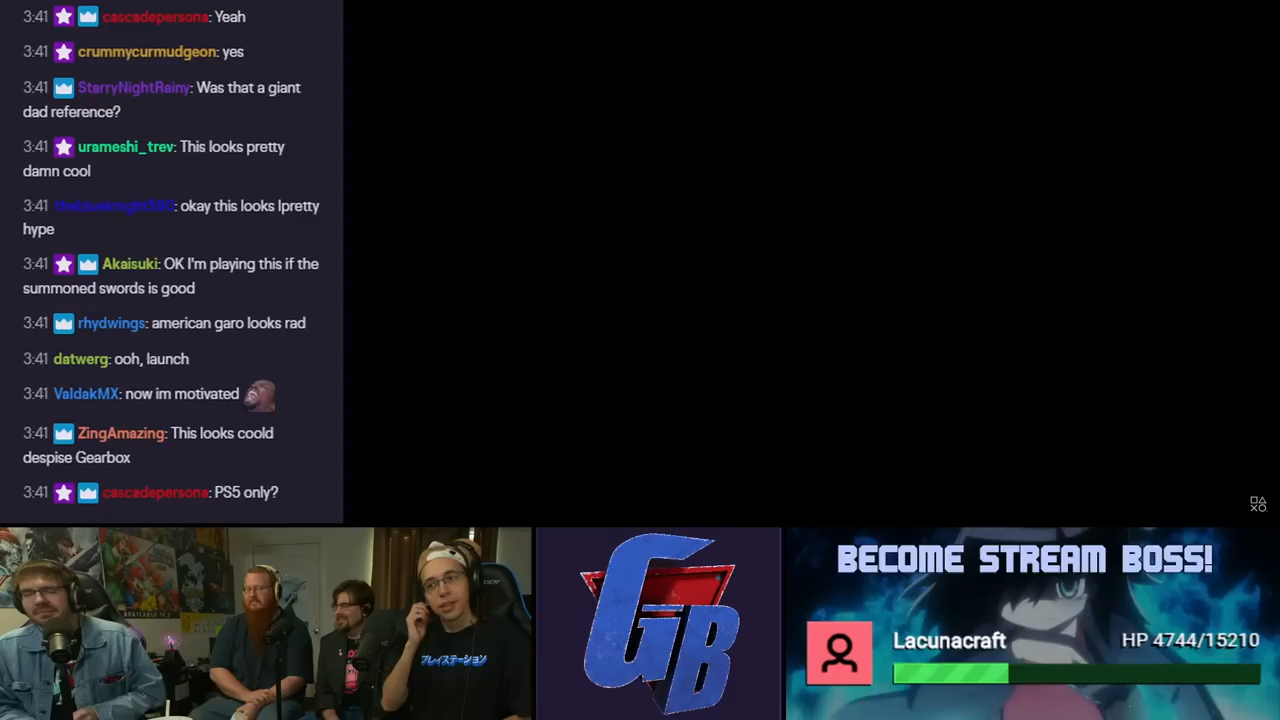 3:41 cascadepersona: Yeah
3:41 crummycurmudgeon: yes
3:41 StarryNightRainy: Was that a giant
dad reference?
3:41 urameshi_trev: This looks pretty
damn cool
3:41 theblueknight590: okay this looks lpretty
hype
3:41 Akaisuki: OK I'm playing this if the
summoned swords is good
3:41 rhydwings: american garo looks rad
3:41 datwerg: ooh, launch
3:41 ValdakMX: now im motivated
3:41 ZingAmazing: This looks coold
despise Gearbox
3:41 cascadepersona: PS5 only?
AVAILABLE
プレイステーション
GB
BECOME STREAM BOSS!
Lacunacraft HP 4744/15210